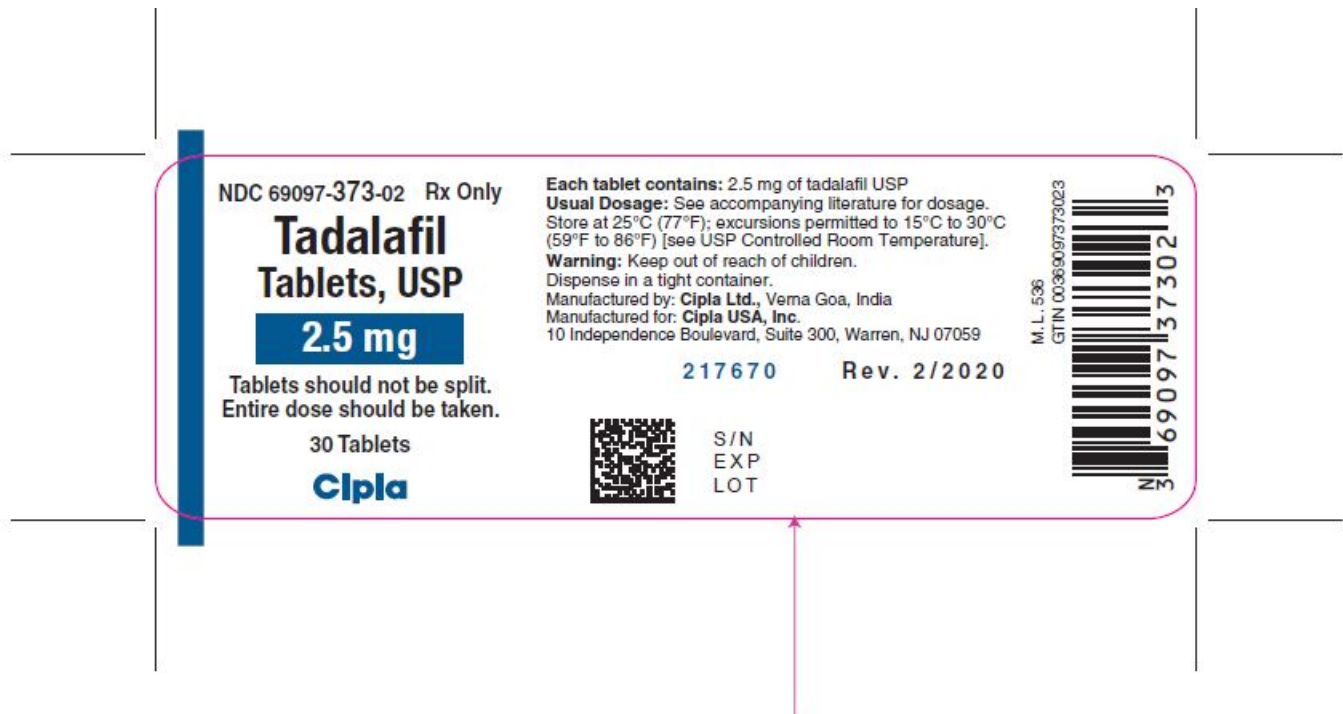 NDC 69097-373-02 Rx Only
Tadalafil
Tablets, USP
2.5 mg
Tablets should not be split.
Entire dose should be taken.
30 Tablets
Cipla
Each tablet contains: 2.5 mg of tadalafil USP
Usual Dosage: See accompanying literature for dosage.
Store at 25°C (77°F); excursions permitted to 15°C to 30°C
(59°F to 86°F) [see USP Controlled Room Temperature].
Warning: Keep out of reach of children.
Dispense in a tight container.
Manufactured by: Cipla Ltd., Verna Goa, India
Manufactured for: Cipla USA, Inc.
10 Independence Boulevard, Suite 300, Warren, NJ 07059
217670 Rev. 2/2020
S/N
EXP
LOT
M.L. 536
GTIN 00369097373023
N
3 69097 37302 3